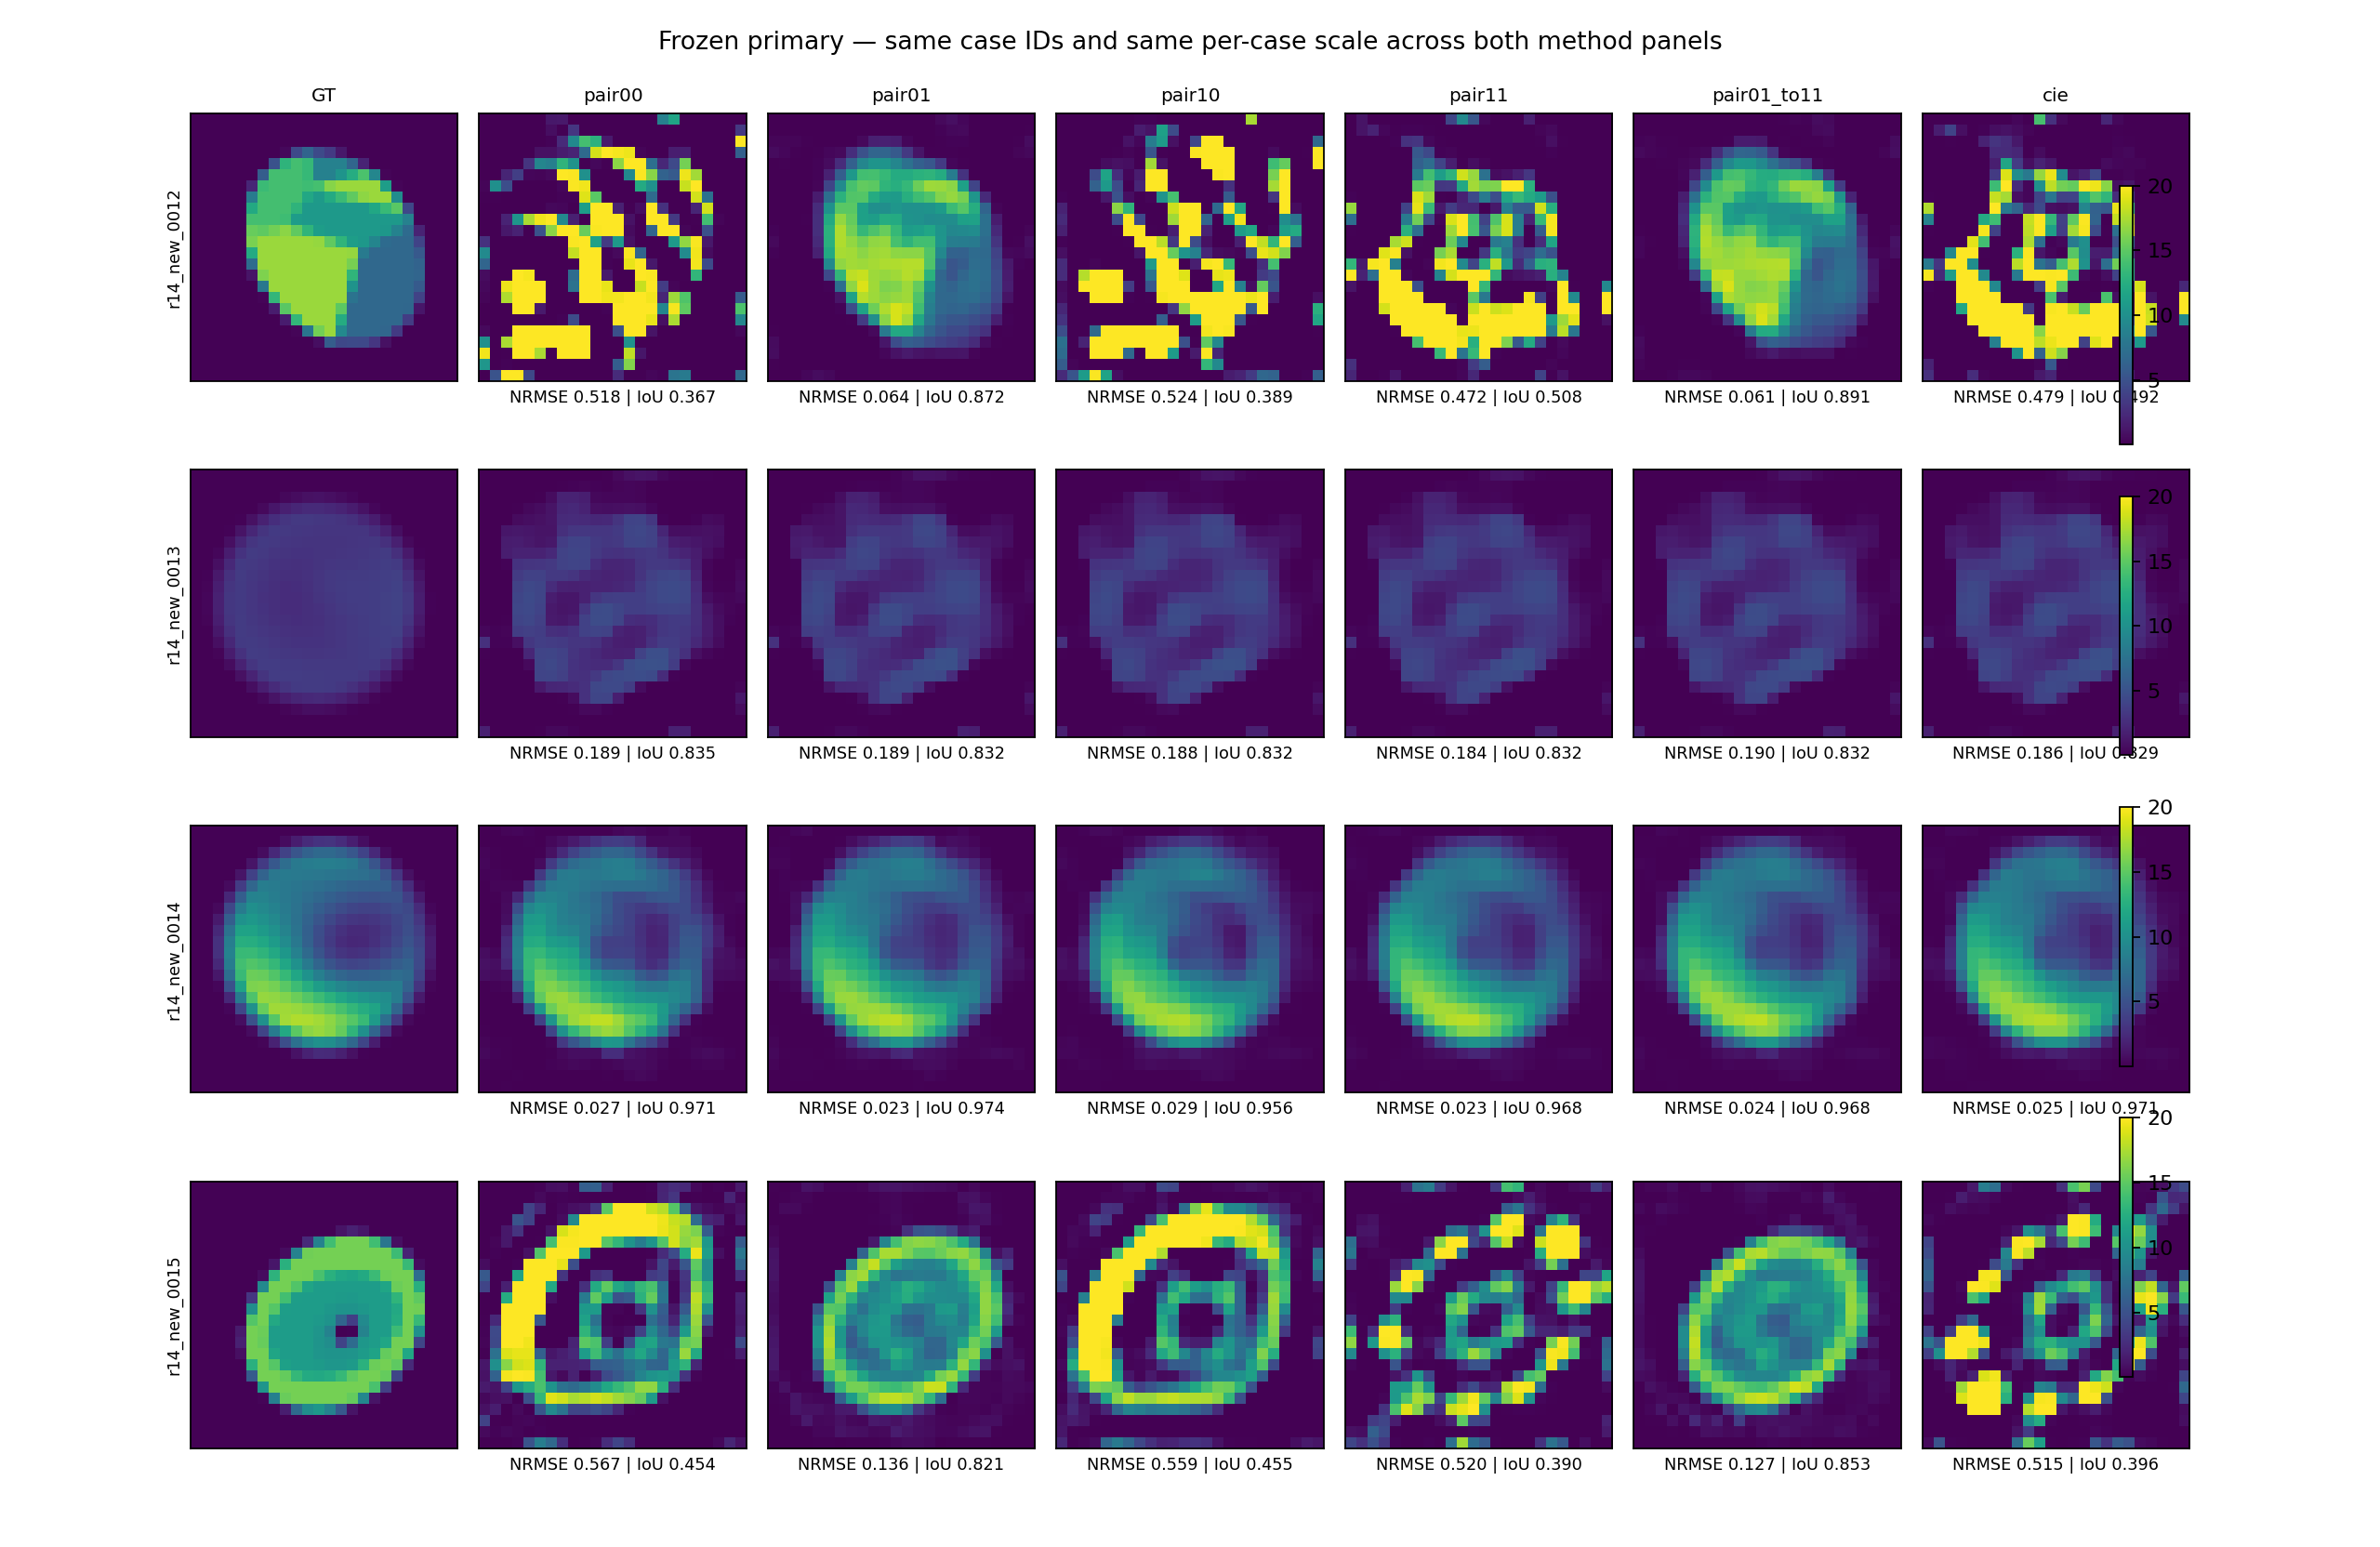 Frozen primary — same case IDs and same per-case scale across both method panels
GT pair00 pair01 pair10 pair11 pair01_to11 cie
r14_new_0012
20
15
10
5
NRMSE 0.518 | IoU 0.367 NRMSE 0.064 | IoU 0.872 NRMSE 0.524 | IoU 0.389 NRMSE 0.472 | IoU 0.508 NRMSE 0.061 | IoU 0.891 NRMSE 0.479 | IoU 0.492
r14_new_0013
20
15
10
5
NRMSE 0.189 | IoU 0.835 NRMSE 0.189 | IoU 0.832 NRMSE 0.188 | IoU 0.832 NRMSE 0.184 | IoU 0.832 NRMSE 0.190 | IoU 0.832 NRMSE 0.186 | IoU 0.829
r14_new_0014
20
15
10
5
NRMSE 0.027 | IoU 0.971 NRMSE 0.023 | IoU 0.974 NRMSE 0.029 | IoU 0.956 NRMSE 0.023 | IoU 0.968 NRMSE 0.024 | IoU 0.968 NRMSE 0.025 | IoU 0.971
r14_new_0015
20
15
10
5
NRMSE 0.567 | IoU 0.454 NRMSE 0.136 | IoU 0.821 NRMSE 0.559 | IoU 0.455 NRMSE 0.520 | IoU 0.390 NRMSE 0.127 | IoU 0.853 NRMSE 0.515 | IoU 0.396